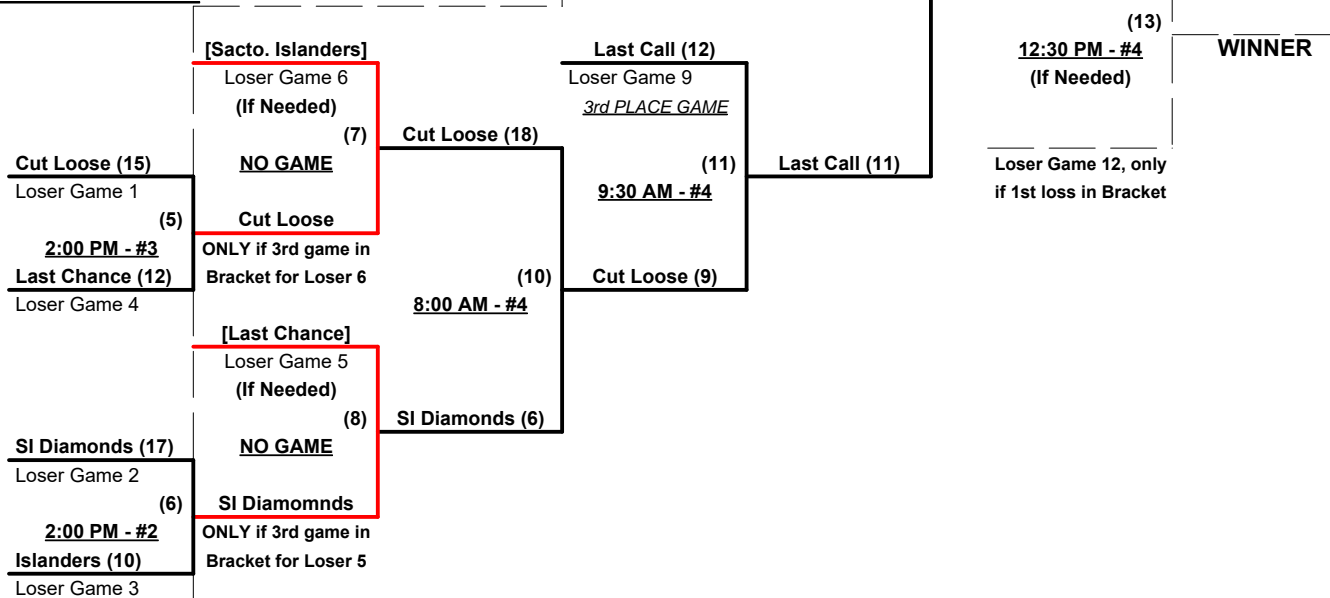 (13)
[Sacto. Islanders]
Last Call (12)
12:30 PM - #4
WINNER
Loser Game 6
Loser Game 9
(If Needed)
(If Needed)
3rd PLACE GAME
(7)
Cut Loose (18)
Cut Loose (15)
NO GAME
(11)
Last Call (11)
Loser Game 12, only
if 1st loss in Bracket
Loser Game 1
9:30 AM - #4
(5)
Cut Loose
2:00 PM - #3
ONLY if 3rd game in
Bracket for Loser 6
Last Chance (12)
(10)
Cut Loose (9)
Loser Game 4
8:00 AM - #4
[Last Chance]
Loser Game 5
(If Needed)
(8)
SI Diamonds (6)
SI Diamonds (17)
NO GAME
Loser Game 2
(6)
SI Diamomnds
2:00 PM - #2
ONLY if 3rd game in
Bracket for Loser 5
Islanders (10)
Loser Game 3